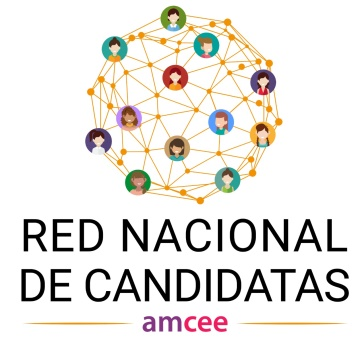 RED NACIONAL
DE CANDIDATAS
amcee